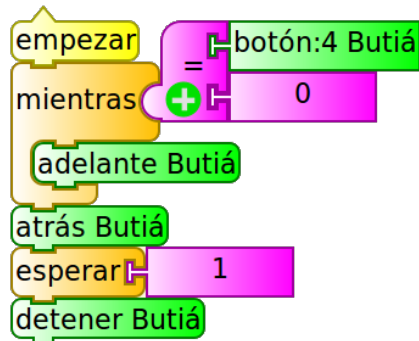 empezar
botón:4 Butiá
=
mientras
0
adelante Butiá
atrás Butiá
esperar 1
detener Butiá